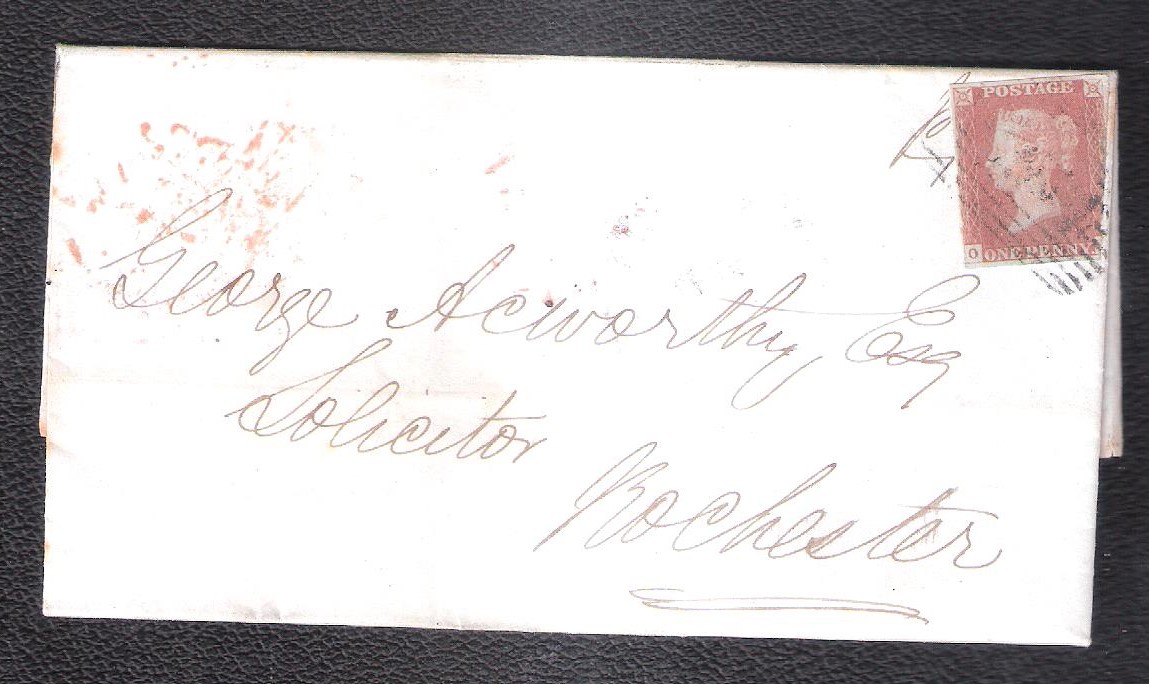 POSTAGE
O ONE PENNY
George Acworthy, Esq
Solicitor
Rochester